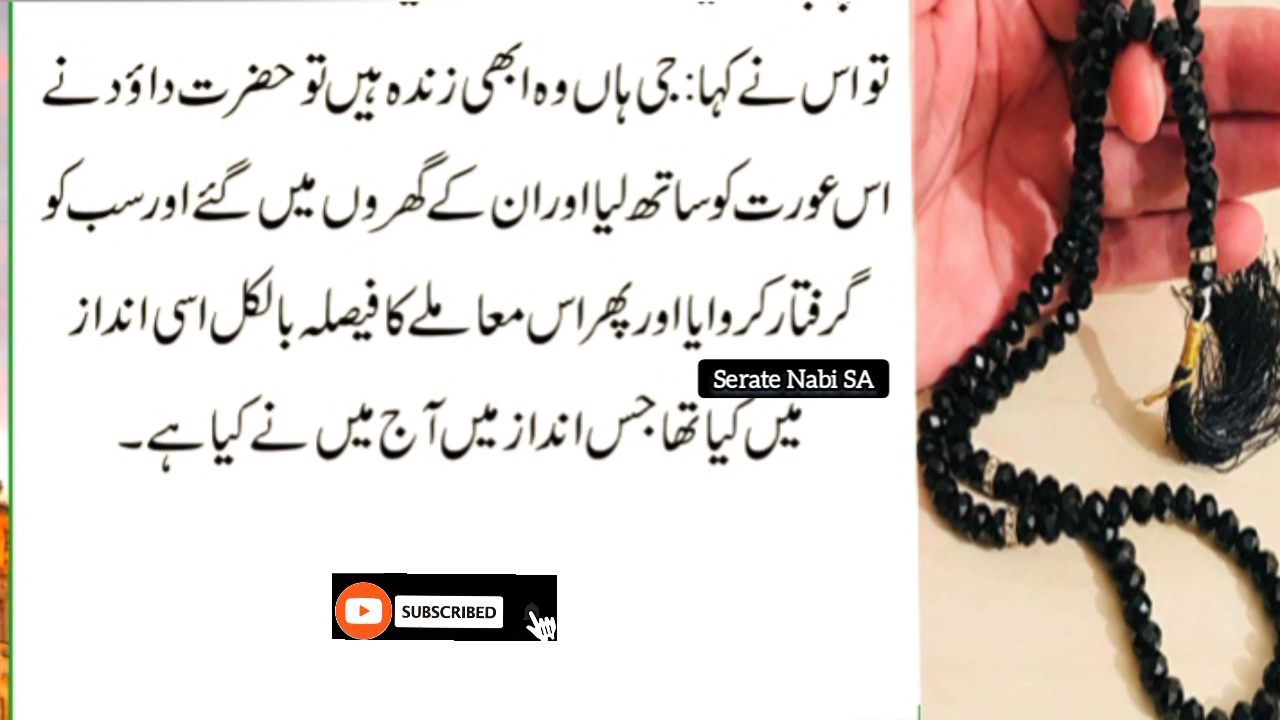 تو اس نے کہا: جی ہاں وہ ابھی زندہ ہیں تو حضرت داؤد نے
اس عورت کو ساتھ لیا اور ان کے گھروں میں گئے اور سب کو
گرفتار کروایا اور پھر اس معاملے کا فیصلہ بالکل اسی انداز
Serate Nabi SA
میں کیا تھا جس انداز میں آج میں نے کیا ہے۔
SUBSCRIBED